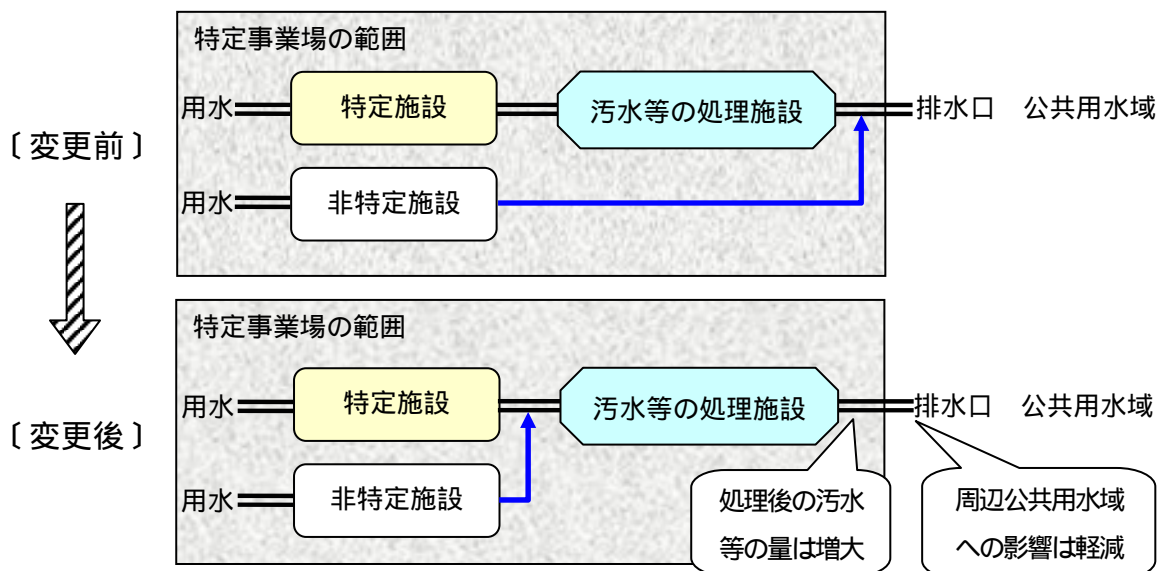 特定事業場の範囲
用水
特定施設
汚水等の処理施設
排水口 公共用水域
〔変更前〕
用水
非特定施設
特定事業場の範囲
用水
特定施設
汚水等の処理施設
排水口 公共用水域
〔変更後〕
用水
非特定施設
処理後の汚水
等の量は増大
周辺公共用水域
への影響は軽減